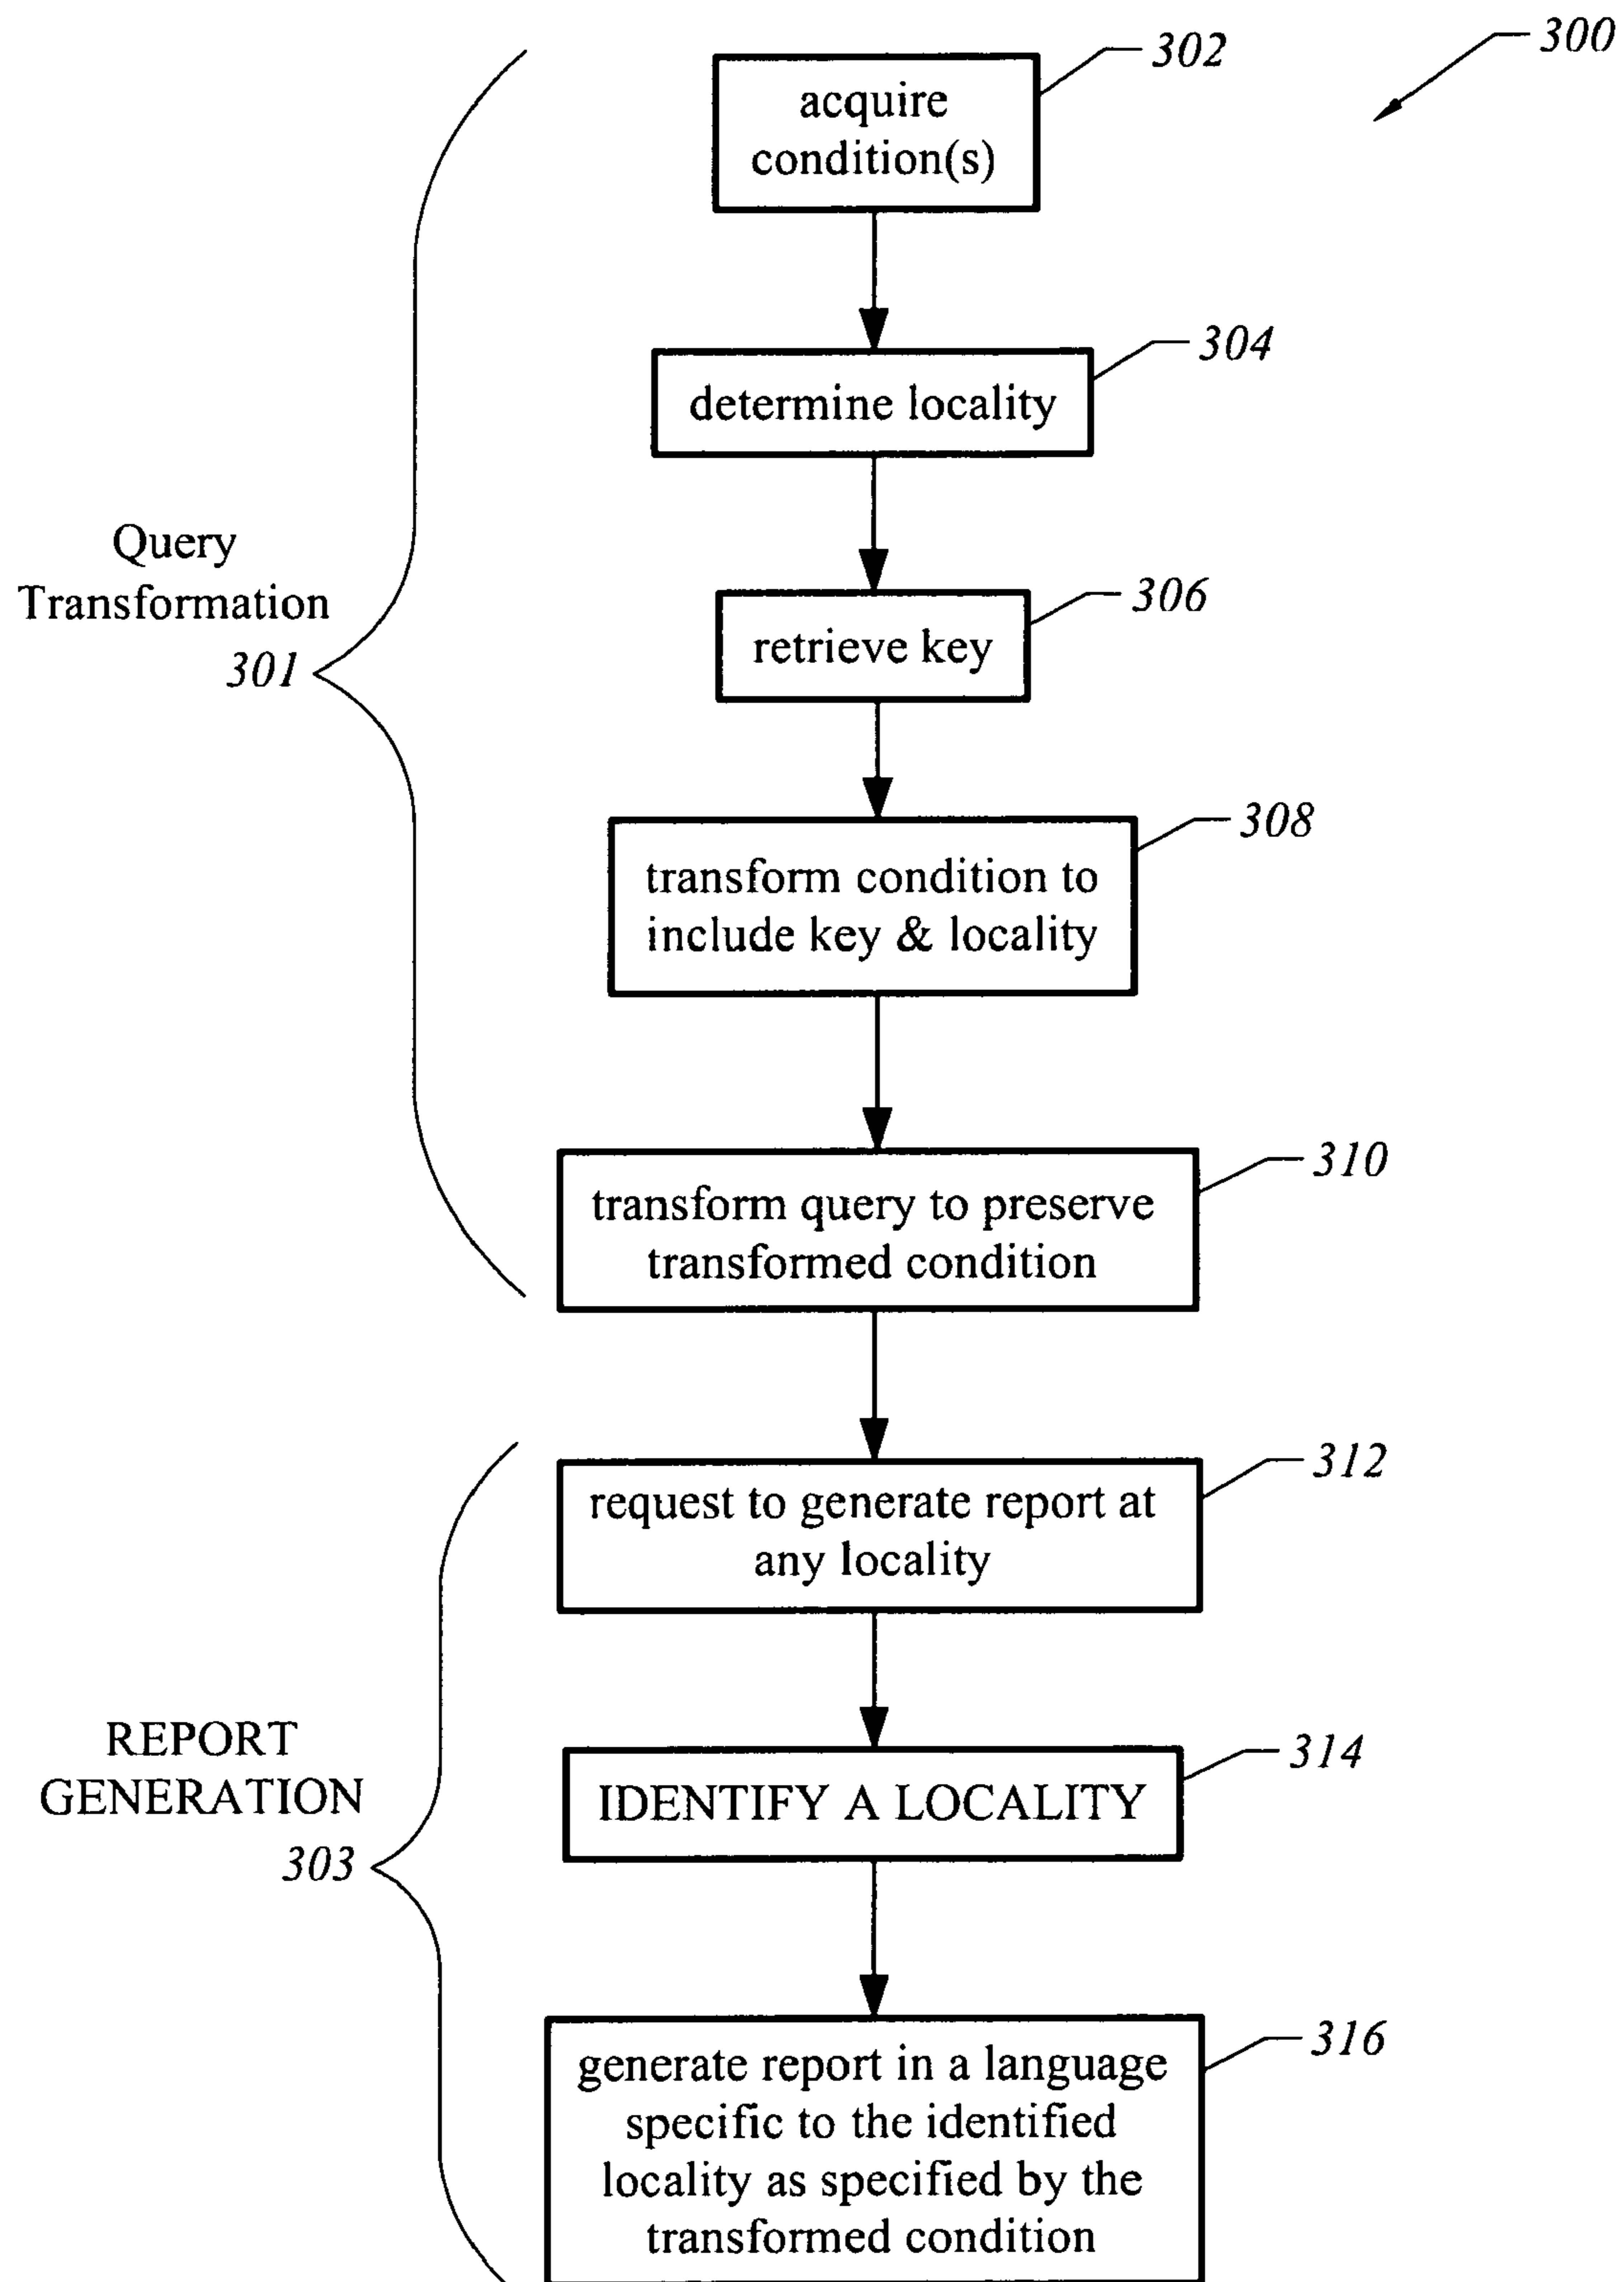 300
302
acquire
condition(s)
304
determine locality
306
retrieve key
Query
Transformation
301
308
transform condition to
include key & locality
310
transform query to preserve
transformed condition
312
request to generate report at
any locality
REPORT
GENERATION
303
314
IDENTIFY A LOCALITY
316
generate report in a language
specific to the identified
locality as specified by the
transformed condition